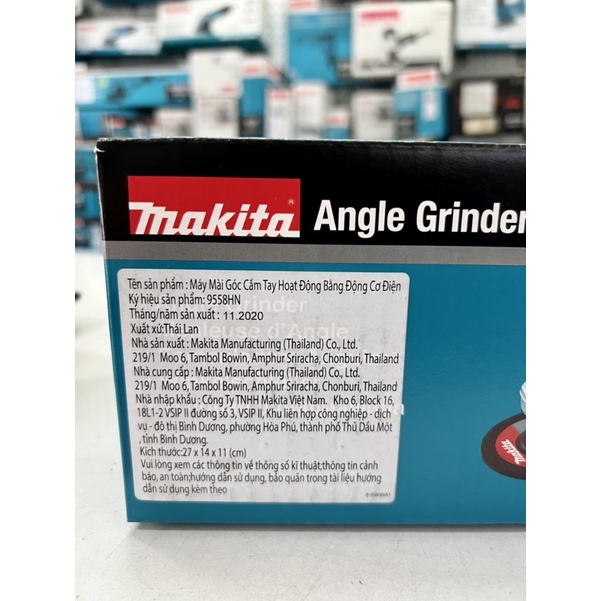 makita® Angle Grinder
Tên sản phẩm : Máy Mài Góc Cầm Tay Hoạt Động Bằng Động Cơ Điện
Ký hiệu sản phẩm: 9558HN
Tháng/năm sản xuất : 11.2020
Xuất xứ:Thái Lan
Nhà sản xuất : Makita Manufacturing (Thailand) Co., Ltd.
219/1 Moo 6, Tambol Bowin, Amphur Sriracha, Chonburi, Thailand
Nhà cung cấp : Makita Manufacturing (Thailand) Co., Ltd.
219/1 Moo 6, Tambol Bowin, Amphur Sriracha, Chonburi, Thailand
Nhà nhập khẩu : Công Ty TNHH Makita Việt Nam. Kho 6, Block 16,
18L1-2 VSIP II đường số 3, VSIP II, Khu liên hợp công nghiệp - dịch
vụ - đô thị Bình Dương, phường Hòa Phú, thành phố Thủ Dầu Một
, tỉnh Bình Dương.
Kích thước:27 x 14 x 11 (cm)
Vui lòng xem các thông tin về thông số kĩ thuật;thông tin cảnh
báo, an toàn;hướng dẫn sử dụng, bảo quản trong tài liệu hướng
dẫn sử dụng kèm theo
makita